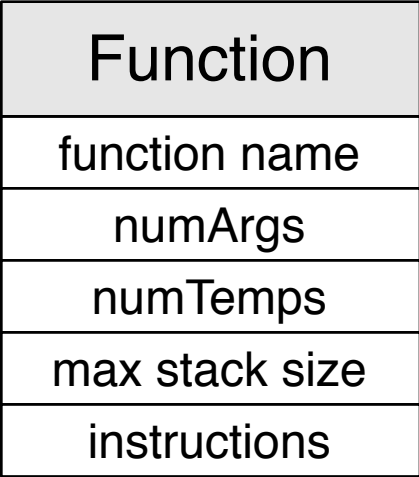 Function
function name
numArgs
numTemps
max stack size
instructions